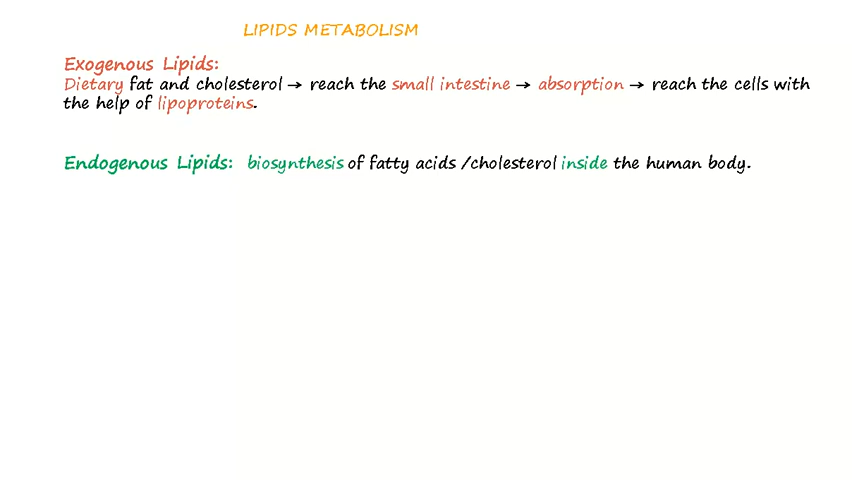 LIPIDS METABOLISM
Exogenous Lipids:
Dietary fat and cholesterol → reach the small intestine → absorption → reach the cells with
the help of lipoproteins.
Endogenous Lipids: biosynthesis of fatty acids /cholesterol inside the human body.